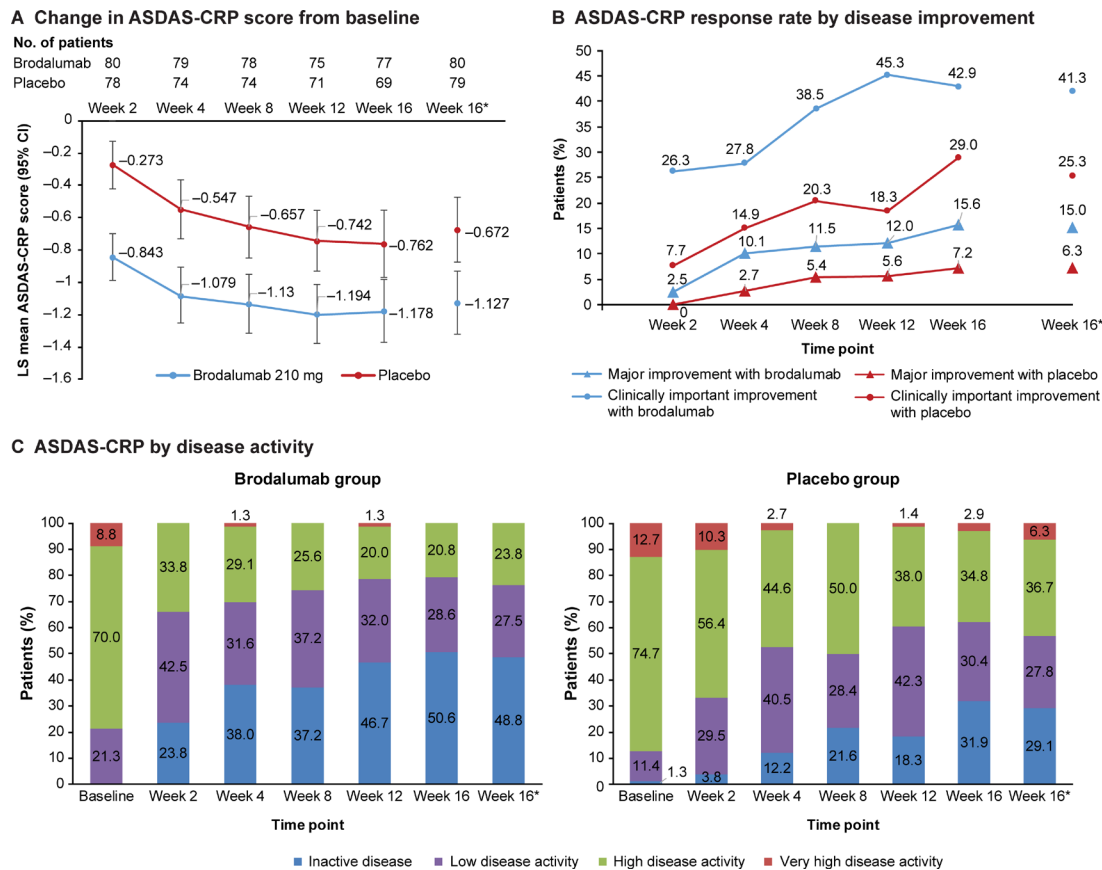 A Change in ASDAS-CRP score from baseline
No. of patients
Brodalumab 80 79 78 75 77 80
Placebo 78 74 74 71 69 79
Week 2 Week 4 Week 8 Week 12 Week 16 Week 16*
LS mean ASDAS-CRP score (95% CI)
0
–0.2
–0.4
–0.6
–0.8
–1
–1.2
–1.4
–1.6
–0.273
–0.547
–0.657
–0.742
–0.762
–0.672
–0.843
–1.079
–1.13
–1.194
–1.178
–1.127
Brodalumab 210 mg Placebo
B ASDAS-CRP response rate by disease improvement
Patients (%)
50
45
40
35
30
25
20
15
10
5
0
26.3 27.8 38.5 45.3 42.9 41.3
7.7 14.9 20.3 18.3 29.0 25.3
2.5 10.1 11.5 12.0 15.6 15.0
0 2.7 5.4 5.6 7.2 6.3
Week 2 Week 4 Week 8 Week 12 Week 16 Week 16*
Time point
Major improvement with brodalumab Major improvement with placebo
Clinically important improvement Clinically important improvement
with brodalumab with placebo
C ASDAS-CRP by disease activity
Brodalumab group
Patients (%)
100
90
80
70
60
50
40
30
20
10
0
8.8 1.3 1.3
70.0 33.8 29.1 25.6 20.0 20.8 23.8
21.3 42.5 31.6 37.2 32.0 28.6 27.5
23.8 38.0 37.2 46.7 50.6 48.8
Baseline Week 2 Week 4 Week 8 Week 12 Week 16 Week 16*
Time point
Placebo group
Patients (%)
100
90
80
70
60
50
40
30
20
10
0
12.7 10.3 2.7 1.4 2.9 6.3
74.7 56.4 44.6 50.0 38.0 34.8 36.7
11.4 29.5 40.5 28.4 42.3 30.4 27.8
1.3 3.8 12.2 21.6 18.3 31.9 29.1
Baseline Week 2 Week 4 Week 8 Week 12 Week 16 Week 16*
Time point
Inactive disease Low disease activity High disease activity Very high disease activity